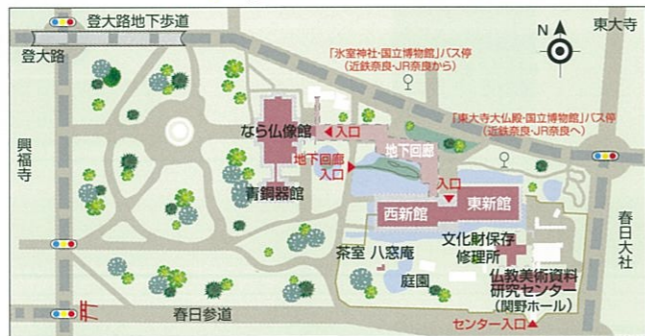 登大路地下歩道
登大路
東大寺
N
「氷室神社・国立博物館」バス停
(近鉄奈良・JR奈良から)
「東大寺大仏殿・国立博物館」バス停
(近鉄奈良・JR奈良へ)
なら仏像館
入口
地下回廊
入口
地下回廊
興福寺
青銅器館
入口
西新館
東新館
文化財保存
修理所
茶室 八窓庵
庭園
仏教美術資料
研究センター
(関野ホール)
春日大社
春日参道
センター入口